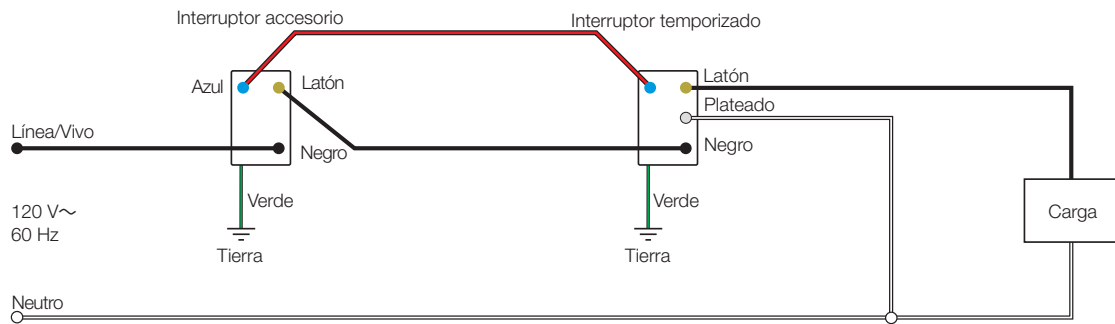 Interruptor accesorio
Interruptor temporizado
Azul
Latón
Latón
Plateado
Línea/Vivo
Negro
Negro
Verde
Verde
120 V~
60 Hz
Carga
Tierra
Tierra
Neutro